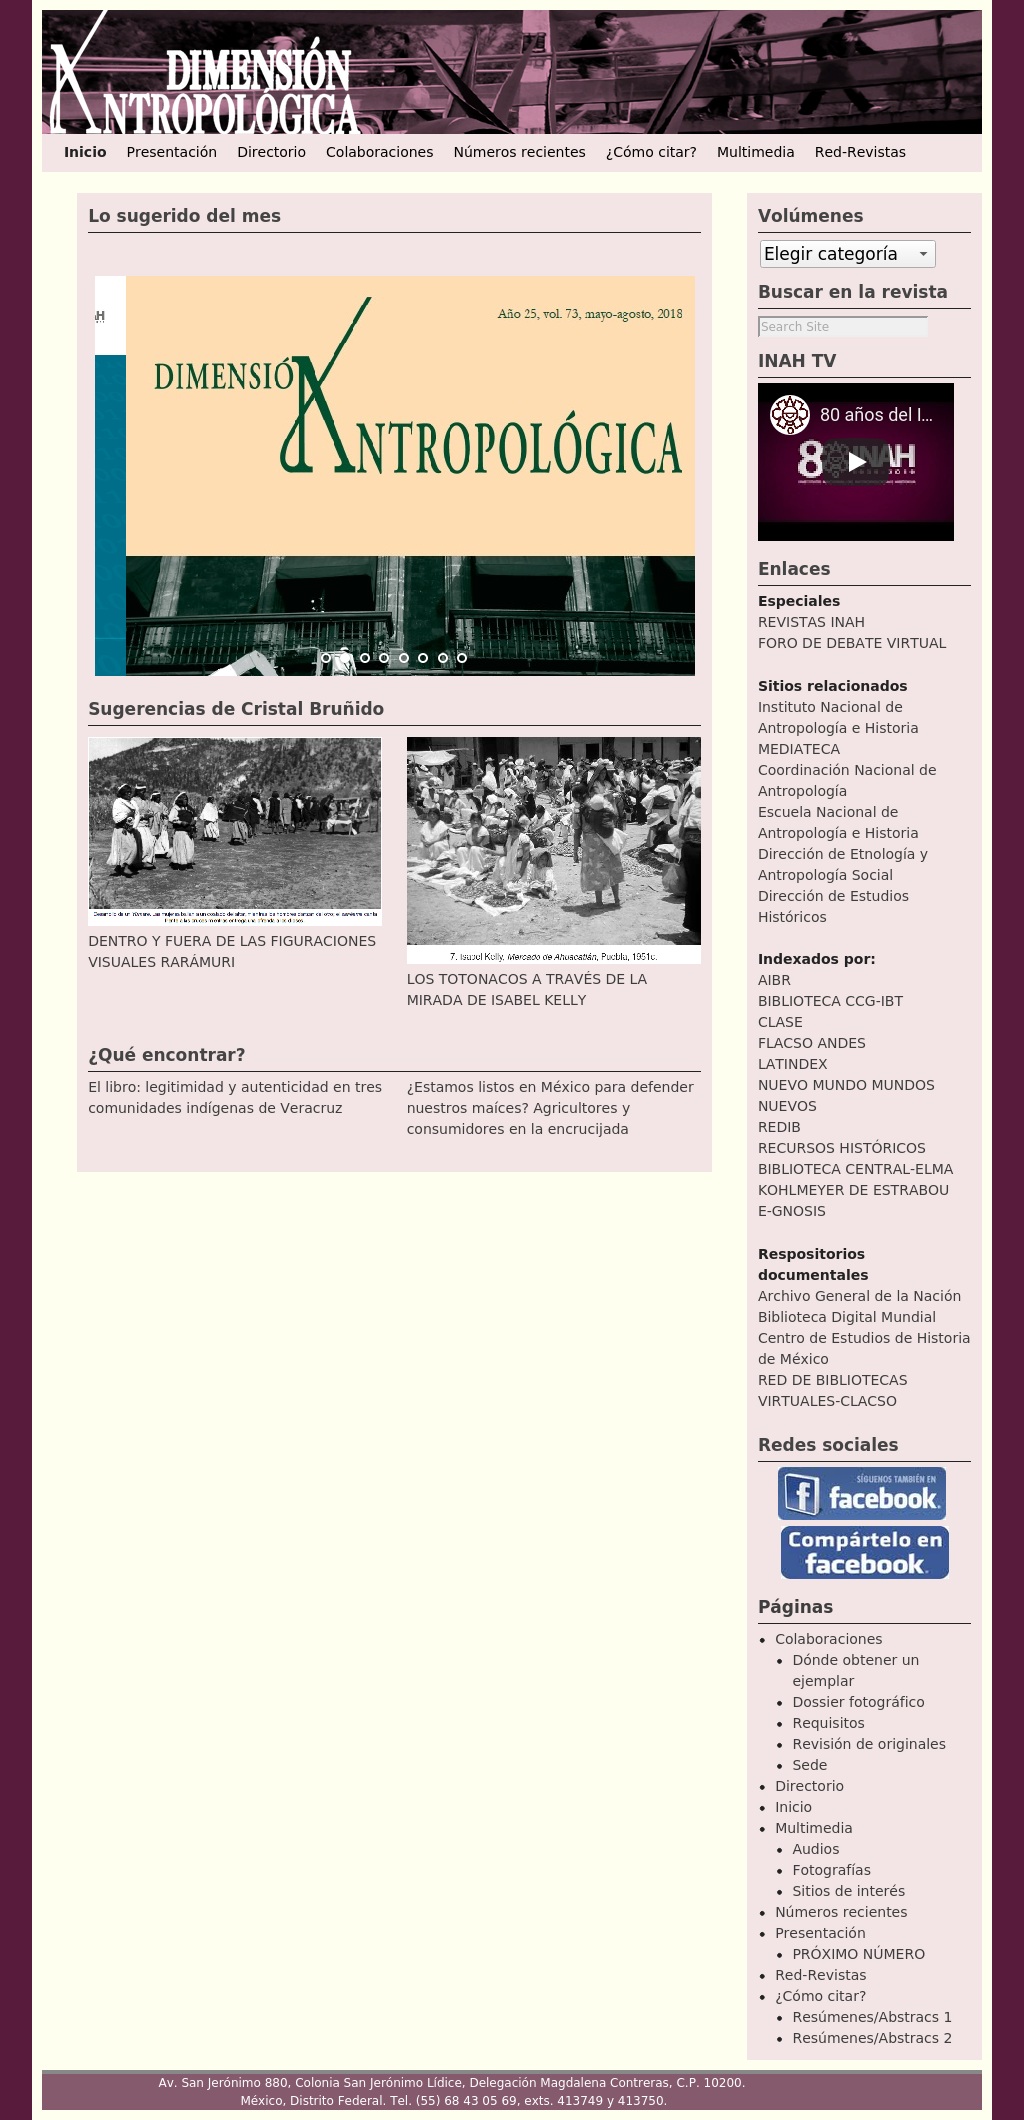 DIMENSIÓN
ANTROPOLÓGICA
Inicio Presentación Directorio Colaboraciones Números recientes ¿Cómo citar? Multimedia Red-Revistas
Lo sugerido del mes
Año 25, vol. 73, mayo-agosto, 2018
DIMENSIÓ
ANTROPOLÓGICA
Sugerencias de Cristal Bruñido
DENTRO Y FUERA DE LAS FIGURACIONES
VISUALES RARÁMURI
7. Isabel Kelly, Mercado de Ahuacatlán, Puebla, 1951c.
LOS TOTONACOS A TRAVÉS DE LA
MIRADA DE ISABEL KELLY
¿Qué encontrar?
El libro: legitimidad y autenticidad en tres
comunidades indígenas de Veracruz
¿Estamos listos en México para defender
nuestros maíces? Agricultores y
consumidores en la encrucijada
Volúmenes
Elegir categoría
Buscar en la revista
Search Site
INAH TV
80 años del I...
80 INAH
Enlaces
Especiales
REVISTAS INAH
FORO DE DEBATE VIRTUAL
Sitios relacionados
Instituto Nacional de
Antropología e Historia
MEDIATECA
Coordinación Nacional de
Antropología
Escuela Nacional de
Antropología e Historia
Dirección de Etnología y
Antropología Social
Dirección de Estudios
Históricos
Indexados por:
AIBR
BIBLIOTECA CCG-IBT
CLASE
FLACSO ANDES
LATINDEX
NUEVO MUNDO MUNDOS
NUEVOS
REDIB
RECURSOS HISTÓRICOS
BIBLIOTECA CENTRAL-ELMA
KOHLMEYER DE ESTRABOU
E-GNOSIS
Respositorios
documentales
Archivo General de la Nación
Biblioteca Digital Mundial
Centro de Estudios de Historia
de México
RED DE BIBLIOTECAS
VIRTUALES-CLACSO
Redes sociales
SÍGUENOS TAMBIÉN EN
facebook.
Compártelo en
facebook.
Páginas
Colaboraciones
Dónde obtener un
ejemplar
Dossier fotográfico
Requisitos
Revisión de originales
Sede
Directorio
Inicio
Multimedia
Audios
Fotografías
Sitios de interés
Números recientes
Presentación
PRÓXIMO NÚMERO
Red-Revistas
¿Cómo citar?
Resúmenes/Abstracs 1
Resúmenes/Abstracs 2
Av. San Jerónimo 880, Colonia San Jerónimo Lídice, Delegación Magdalena Contreras, C.P. 10200.
México, Distrito Federal. Tel. (55) 68 43 05 69, exts. 413749 y 413750.